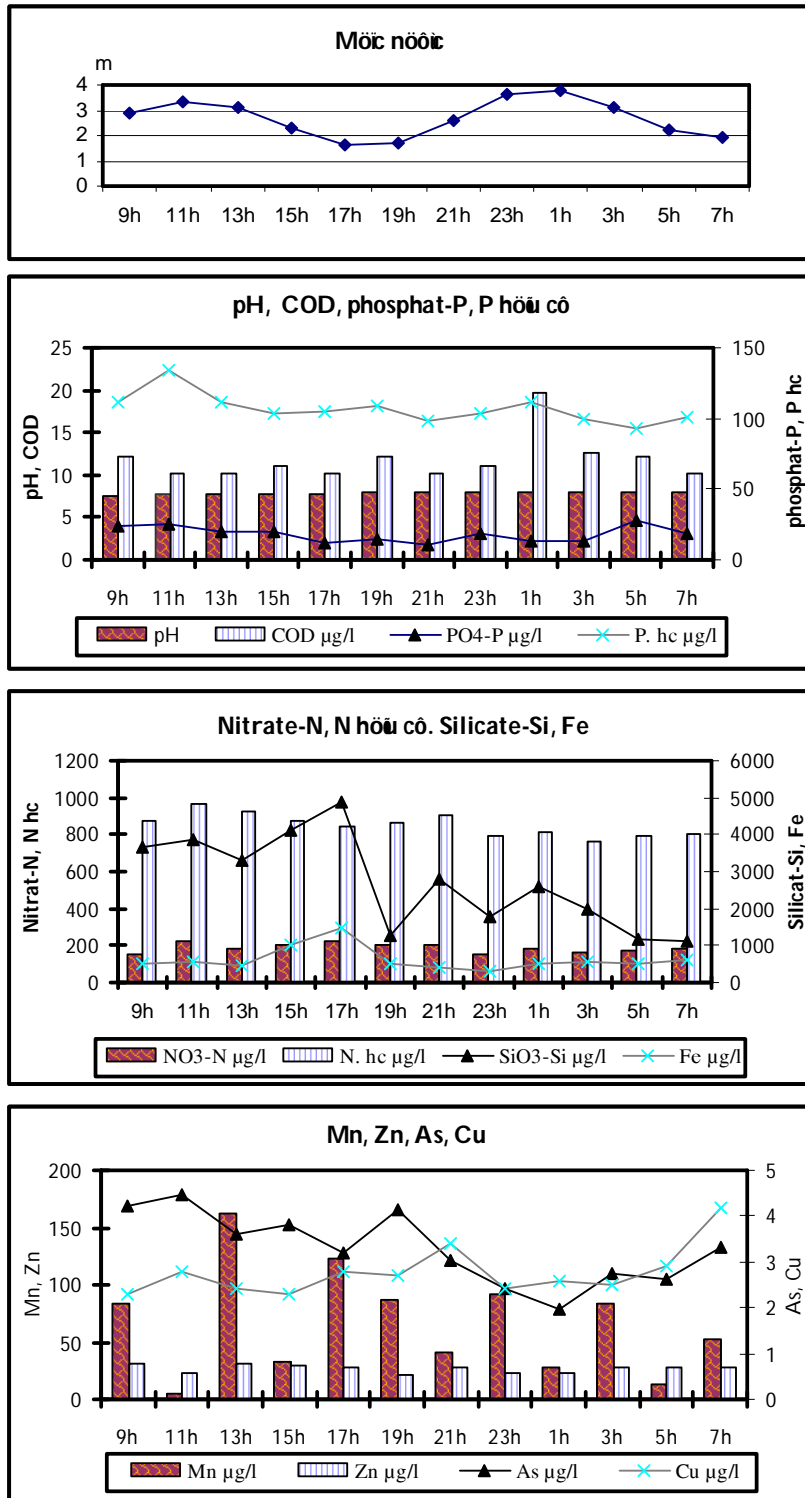 Möïc nöôïc
m
4
3
2
1
0
9h 11h 13h 15h 17h 19h 21h 23h 1h 3h 5h 7h
pH, COD, phosphat-P, P höõu cô
pH, COD
phosphat-P, P hc
25 150
20
15 100
10
50
5
0 0
9h 11h 13h 15h 17h 19h 21h 23h 1h 3h 5h 7h
pH COD µg/l PO4-P µg/l P. hc µg/l
Nitrate-N, N höõu cô. Silicate-Si, Fe
Nitrat-N, N hc
Silicat-Si, Fe
1200 6000
1000 5000
800 4000
600 3000
400 2000
200 1000
0 0
9h 11h 13h 15h 17h 19h 21h 23h 1h 3h 5h 7h
NO3-N µg/l N. hc µg/l SiO3-Si µg/l Fe µg/l
Mn, Zn, As, Cu
Mn, Zn
As, Cu
200 5
4
150
3
100
2
50
1
0 0
9h 11h 13h 15h 17h 19h 21h 23h 1h 3h 5h 7h
Mn µg/l Zn µg/l As µg/l Cu µg/l